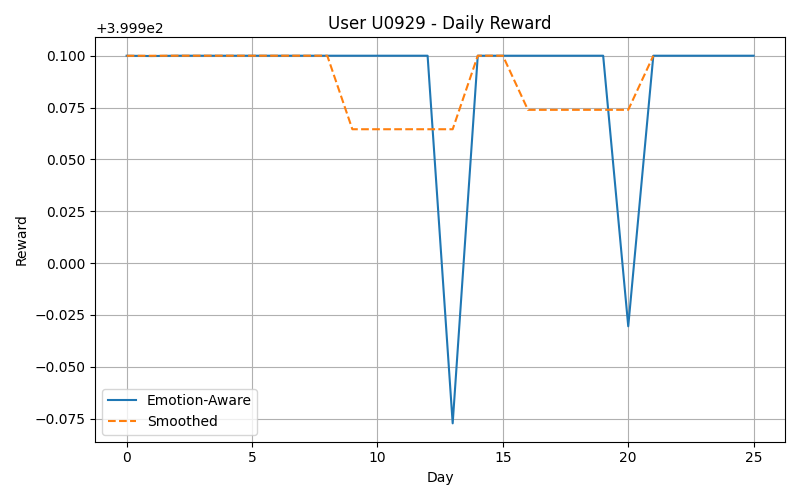 User U0929 - Daily Reward
+3.999e2
0.100
0.075
0.050
0.025
0.000
−0.025
−0.050
−0.075
Reward
Emotion-Aware
Smoothed
0 5 10 15 20 25
Day